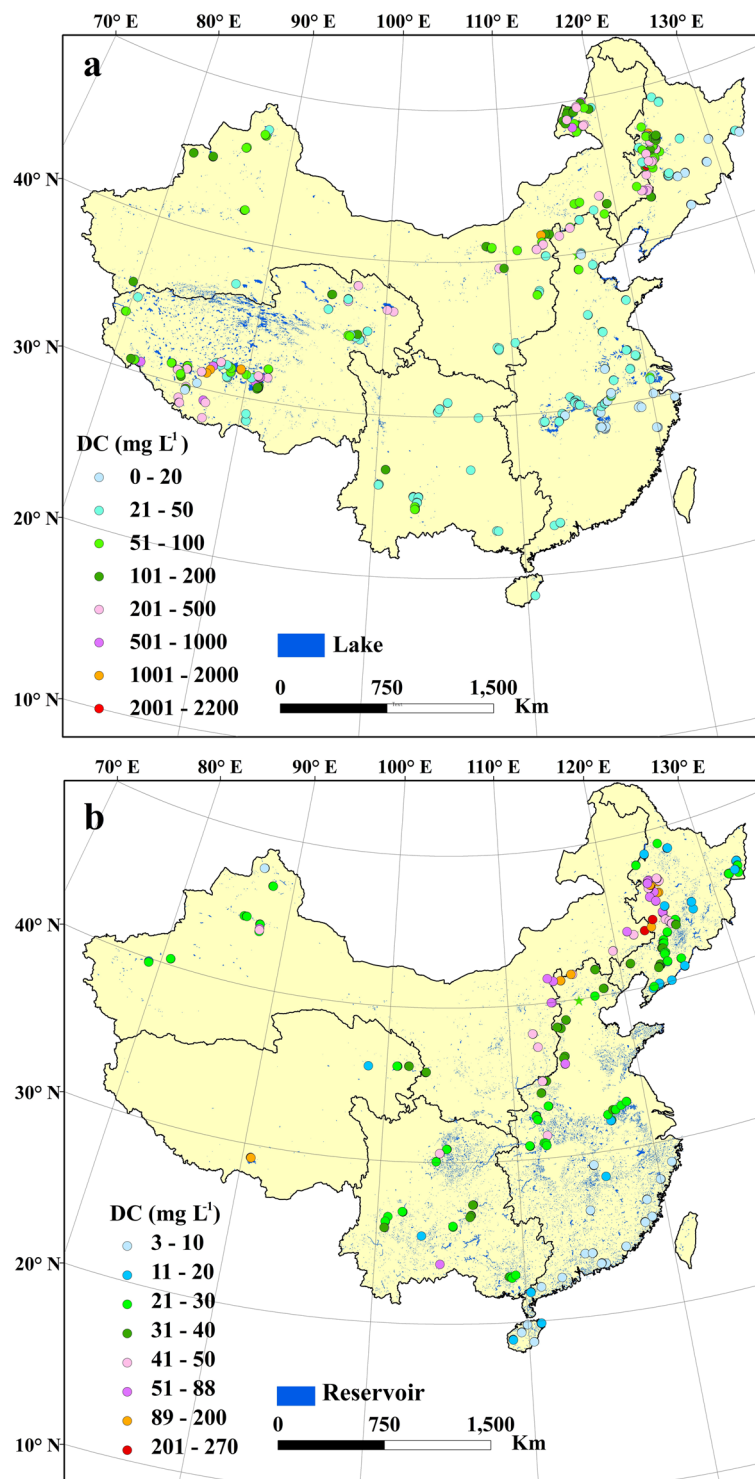 70° E 80° E 90° E 100° E 110° E 120° E 130° E
a
40° N
30° N
20° N
10° N
DC (mg L¹)
0 - 20
21 - 50
51 - 100
101 - 200
201 - 500
501 - 1000
1001 - 2000
2001 - 2200
Lake
0 750 1,500
Km
70° E 80° E 90° E 100° E 110° E 120° E 130° E
b
40° N
30° N
20° N
10° N
DC (mg L¹)
3 - 10
11 - 20
21 - 30
31 - 40
41 - 50
51 - 88
89 - 200
201 - 270
Reservoir
0 750 1,500
Km